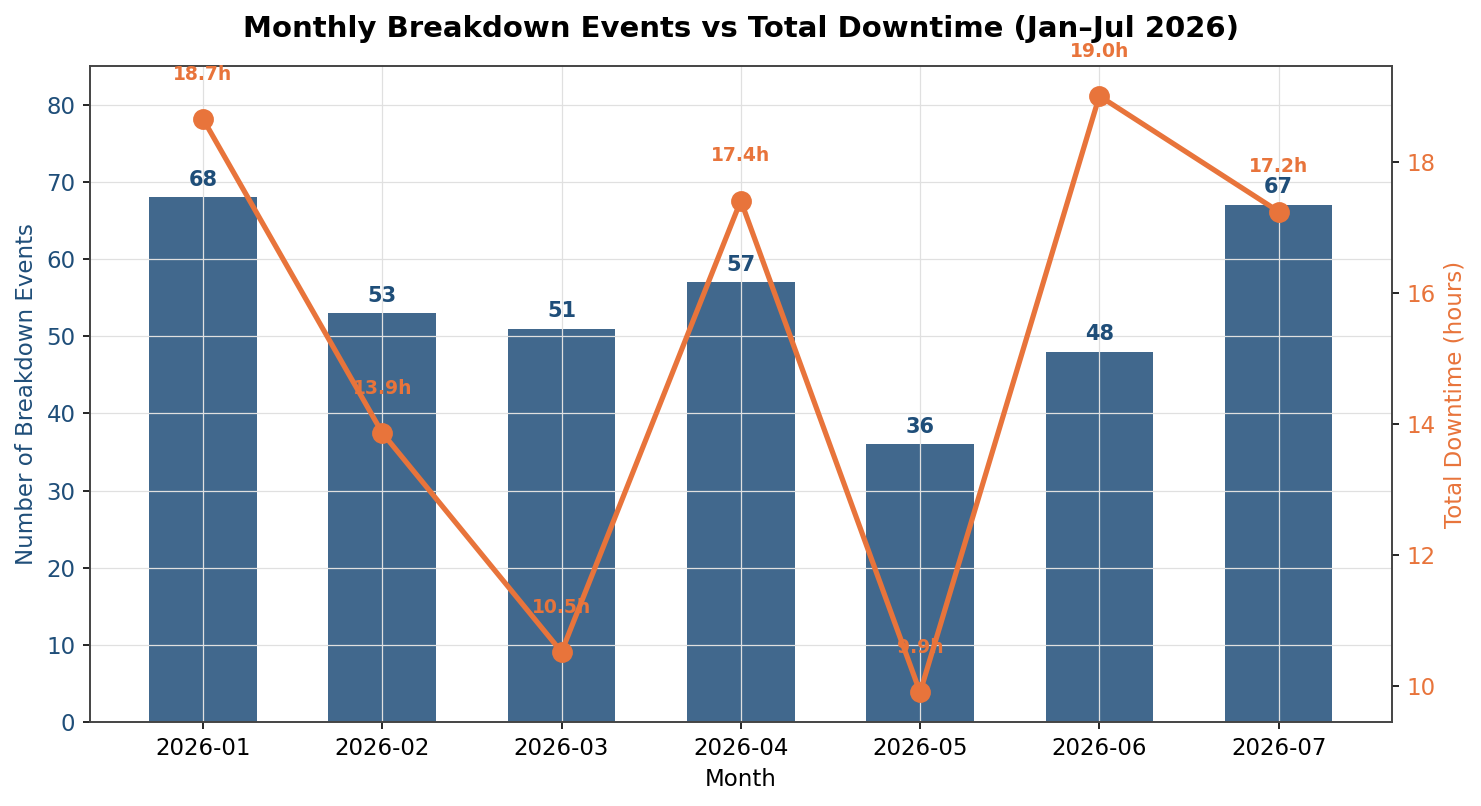 Monthly Breakdown Events vs Total Downtime (Jan–Jul 2026)
Number of Breakdown Events
80
70
60
50
40
30
20
10
0
18.7h
68
13.9h
53
10.5h
51
17.4h
57
9.9h
36
19.0h
48
17.2h
67
18
16
14
12
10
Total Downtime (hours)
2026-01 2026-02 2026-03 2026-04 2026-05 2026-06 2026-07
Month